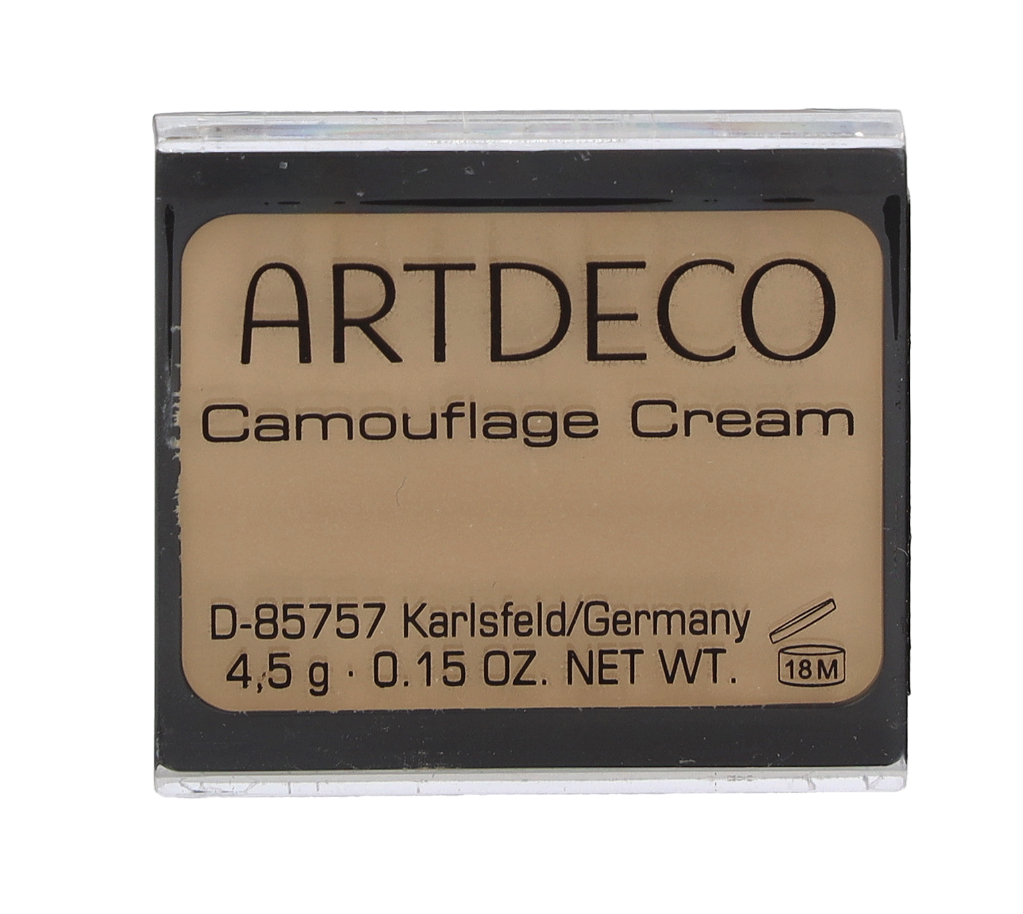 ARTDECO
Camouflage Cream
D-85757 Karlsfeld/Germany
4,5 g · 0.15 OZ. NET WT.
18M